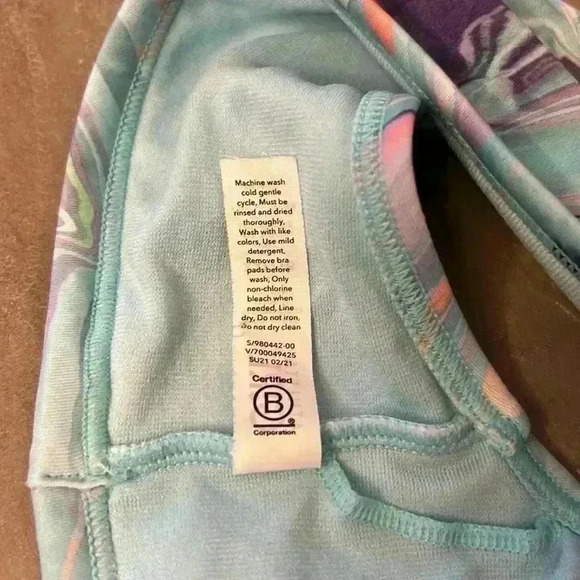 Machine wash
cold gentle
cycle, Must be
rinsed and dried
thoroughly,
Wash with like
colors, Use mild
detergent,
Remove bra
pads before
wash, Only
non-chlorine
bleach when
needed, Line
dry, Do not iron,
Do not dry clean
S/980442-00
V/700049425
SU21 02/21
Certified
B
®
Corporation